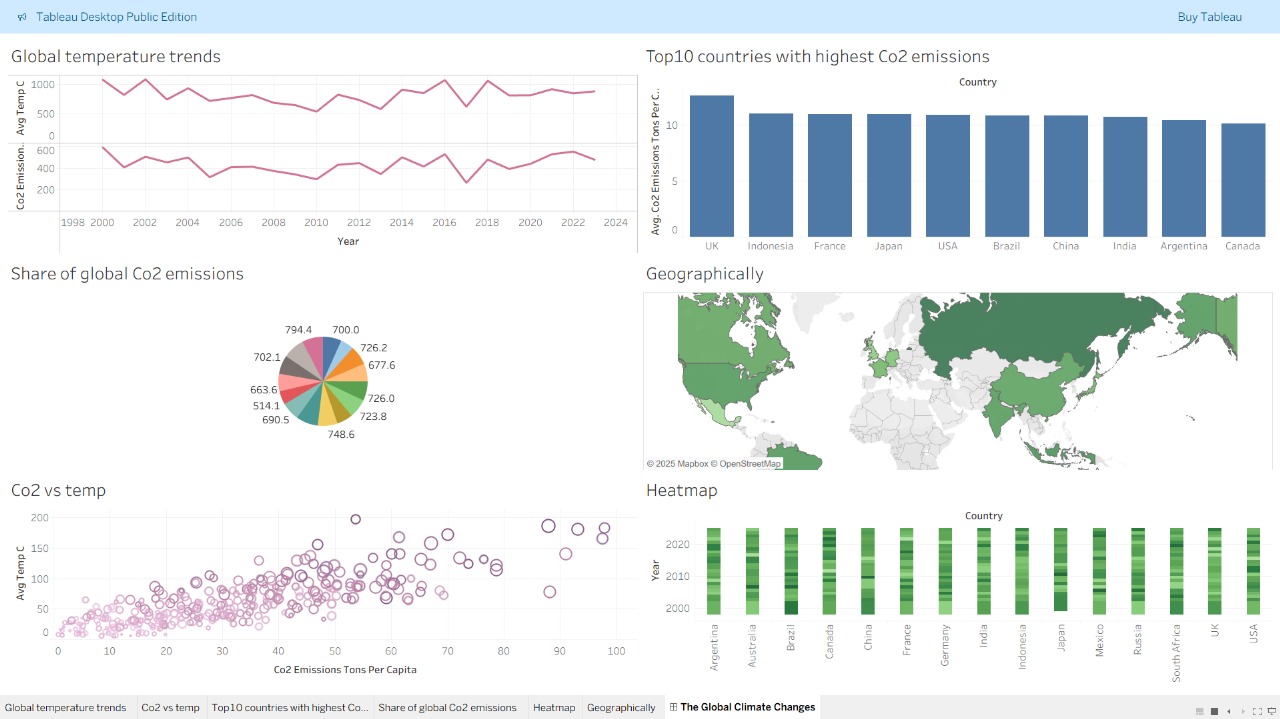 Tableau Desktop Public Edition
Buy Tableau
Global temperature trends
Avg Temp C
1000
500
0
Co2 Emission..
600
400
200
1998 2000 2002 2004 2006 2008 2010 2012 2014 2016 2018 2020 2022 2024
Year
Top10 countries with highest Co2 emissions
Country
Avg. Co2 Emissions Tons Per C..
10
5
0
UK Indonesia France Japan USA Brazil China India Argentina Canada
Share of global Co2 emissions
794.4 700.0
702.1 726.2
677.6
663.6 726.0
514.1 723.8
690.5
748.6
Geographically
© 2025 Mapbox © OpenStreetMap
Co2 vs temp
Avg Temp C
200
150
100
50
0
0 10 20 30 40 50 60 70 80 90 100
Co2 Emissions Tons Per Capita
Heatmap
Country
Year
2020
2010
2000
Argentina Australia Brazil Canada China France Germany India Indonesia Japan Mexico Russia South Africa UK USA
Global temperature trends Co2 vs temp Top10 countries with highest Co... Share of global Co2 emissions Heatmap Geographically The Global Climate Changes